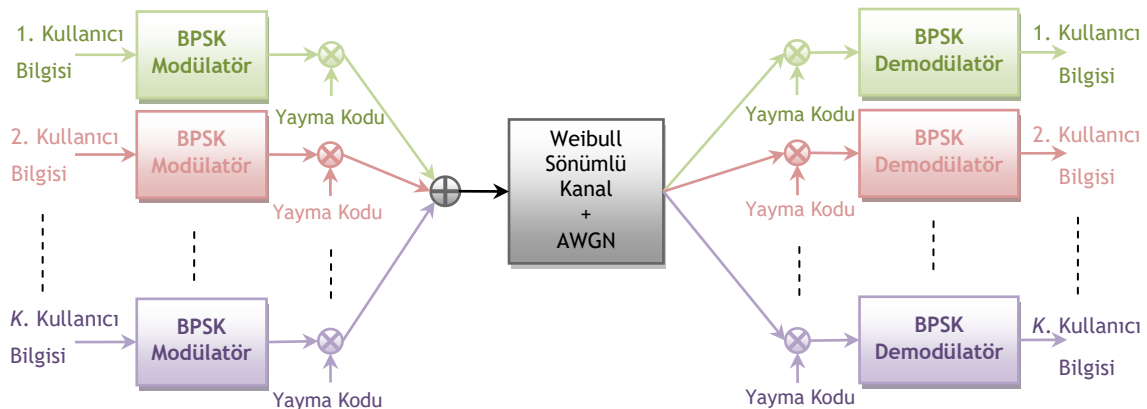 1. Kullanıcı
Bilgisi
BPSK
Modülatör
Yayma Kodu
BPSK
Demodülatör
Yayma Kodu
1. Kullanıcı
Bilgisi
2. Kullanıcı
Bilgisi
BPSK
Modülatör
Yayma Kodu
Weibull
Sönümlü
Kanal
+
AWGN
BPSK
Demodülatör
Yayma Kodu
2. Kullanıcı
Bilgisi
K. Kullanıcı
Bilgisi
BPSK
Modülatör
Yayma Kodu
BPSK
Demodülatör
Yayma Kodu
K. Kullanıcı
Bilgisi